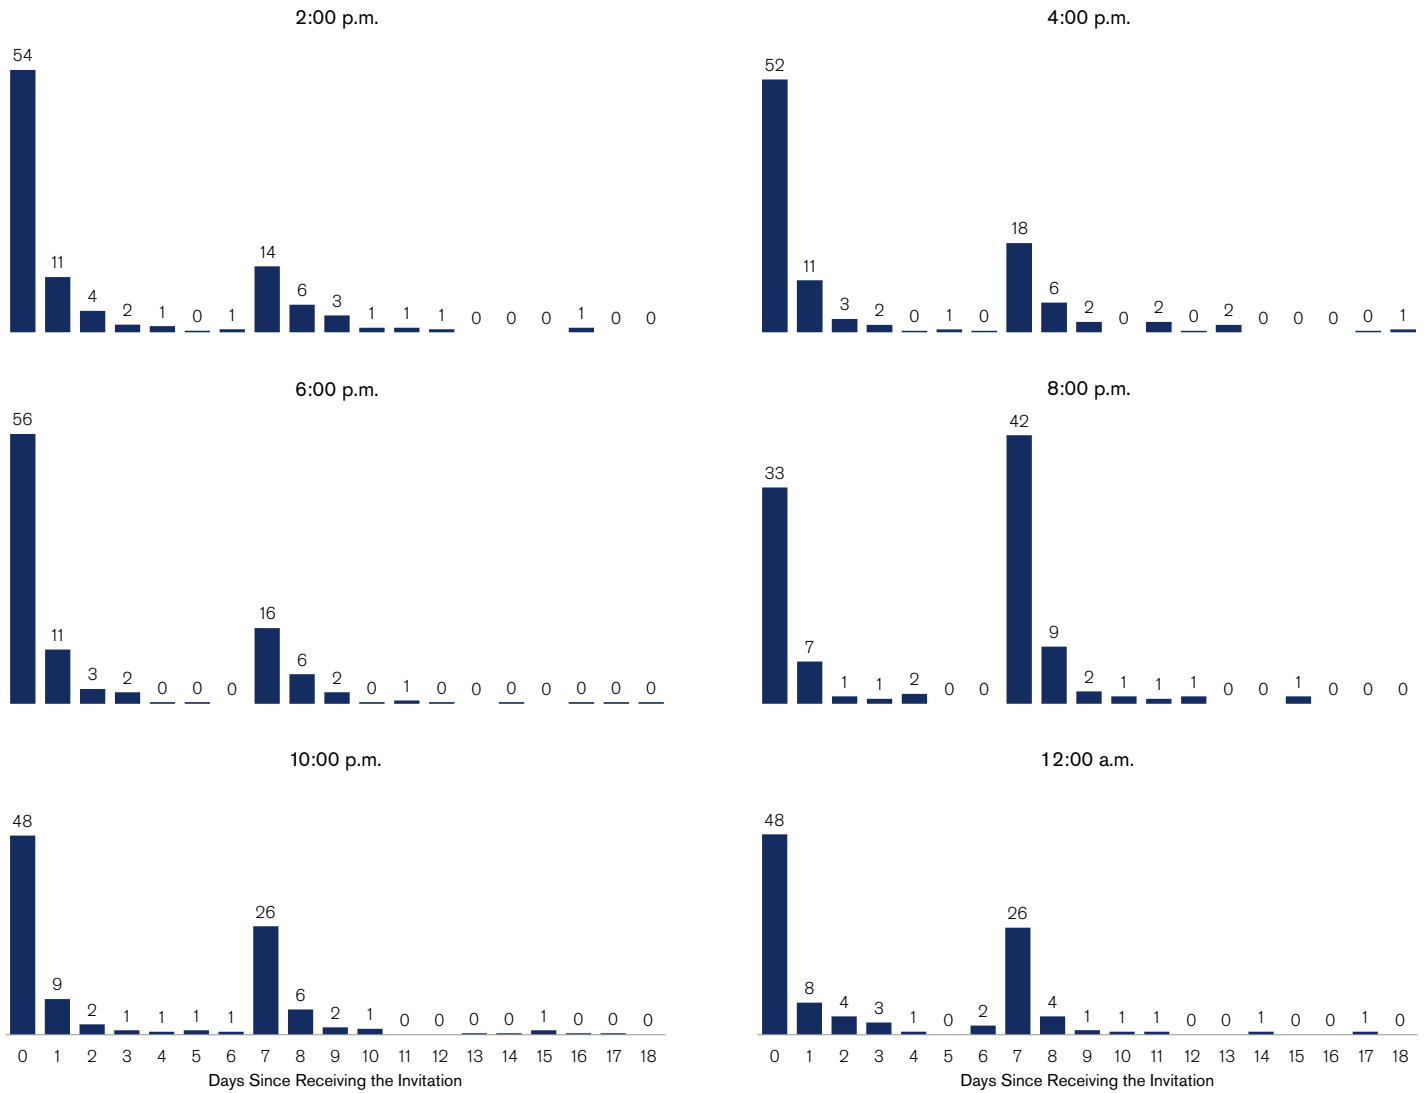 2:00 p.m.
54 11 4 2 1 0 1 14 6 3 1 1 1 0 0 0 1 0 0
4:00 p.m.
52 11 3 2 0 1 0 18 6 2 0 2 0 2 0 0 0 0 1
6:00 p.m.
56 11 3 2 0 0 0 16 6 2 0 1 0 0 0 0 0 0 0
8:00 p.m.
33 7 1 1 2 0 0 42 9 2 1 1 1 0 0 1 0 0 0
10:00 p.m.
48 9 2 1 1 1 1 26 6 2 1 0 0 0 0 1 0 0 0
0 1 2 3 4 5 6 7 8 9 10 11 12 13 14 15 16 17 18
Days Since Receiving the Invitation
12:00 a.m.
48 8 4 3 1 0 2 26 4 1 1 1 0 0 1 0 0 1 0
0 1 2 3 4 5 6 7 8 9 10 11 12 13 14 15 16 17 18
Days Since Receiving the Invitation